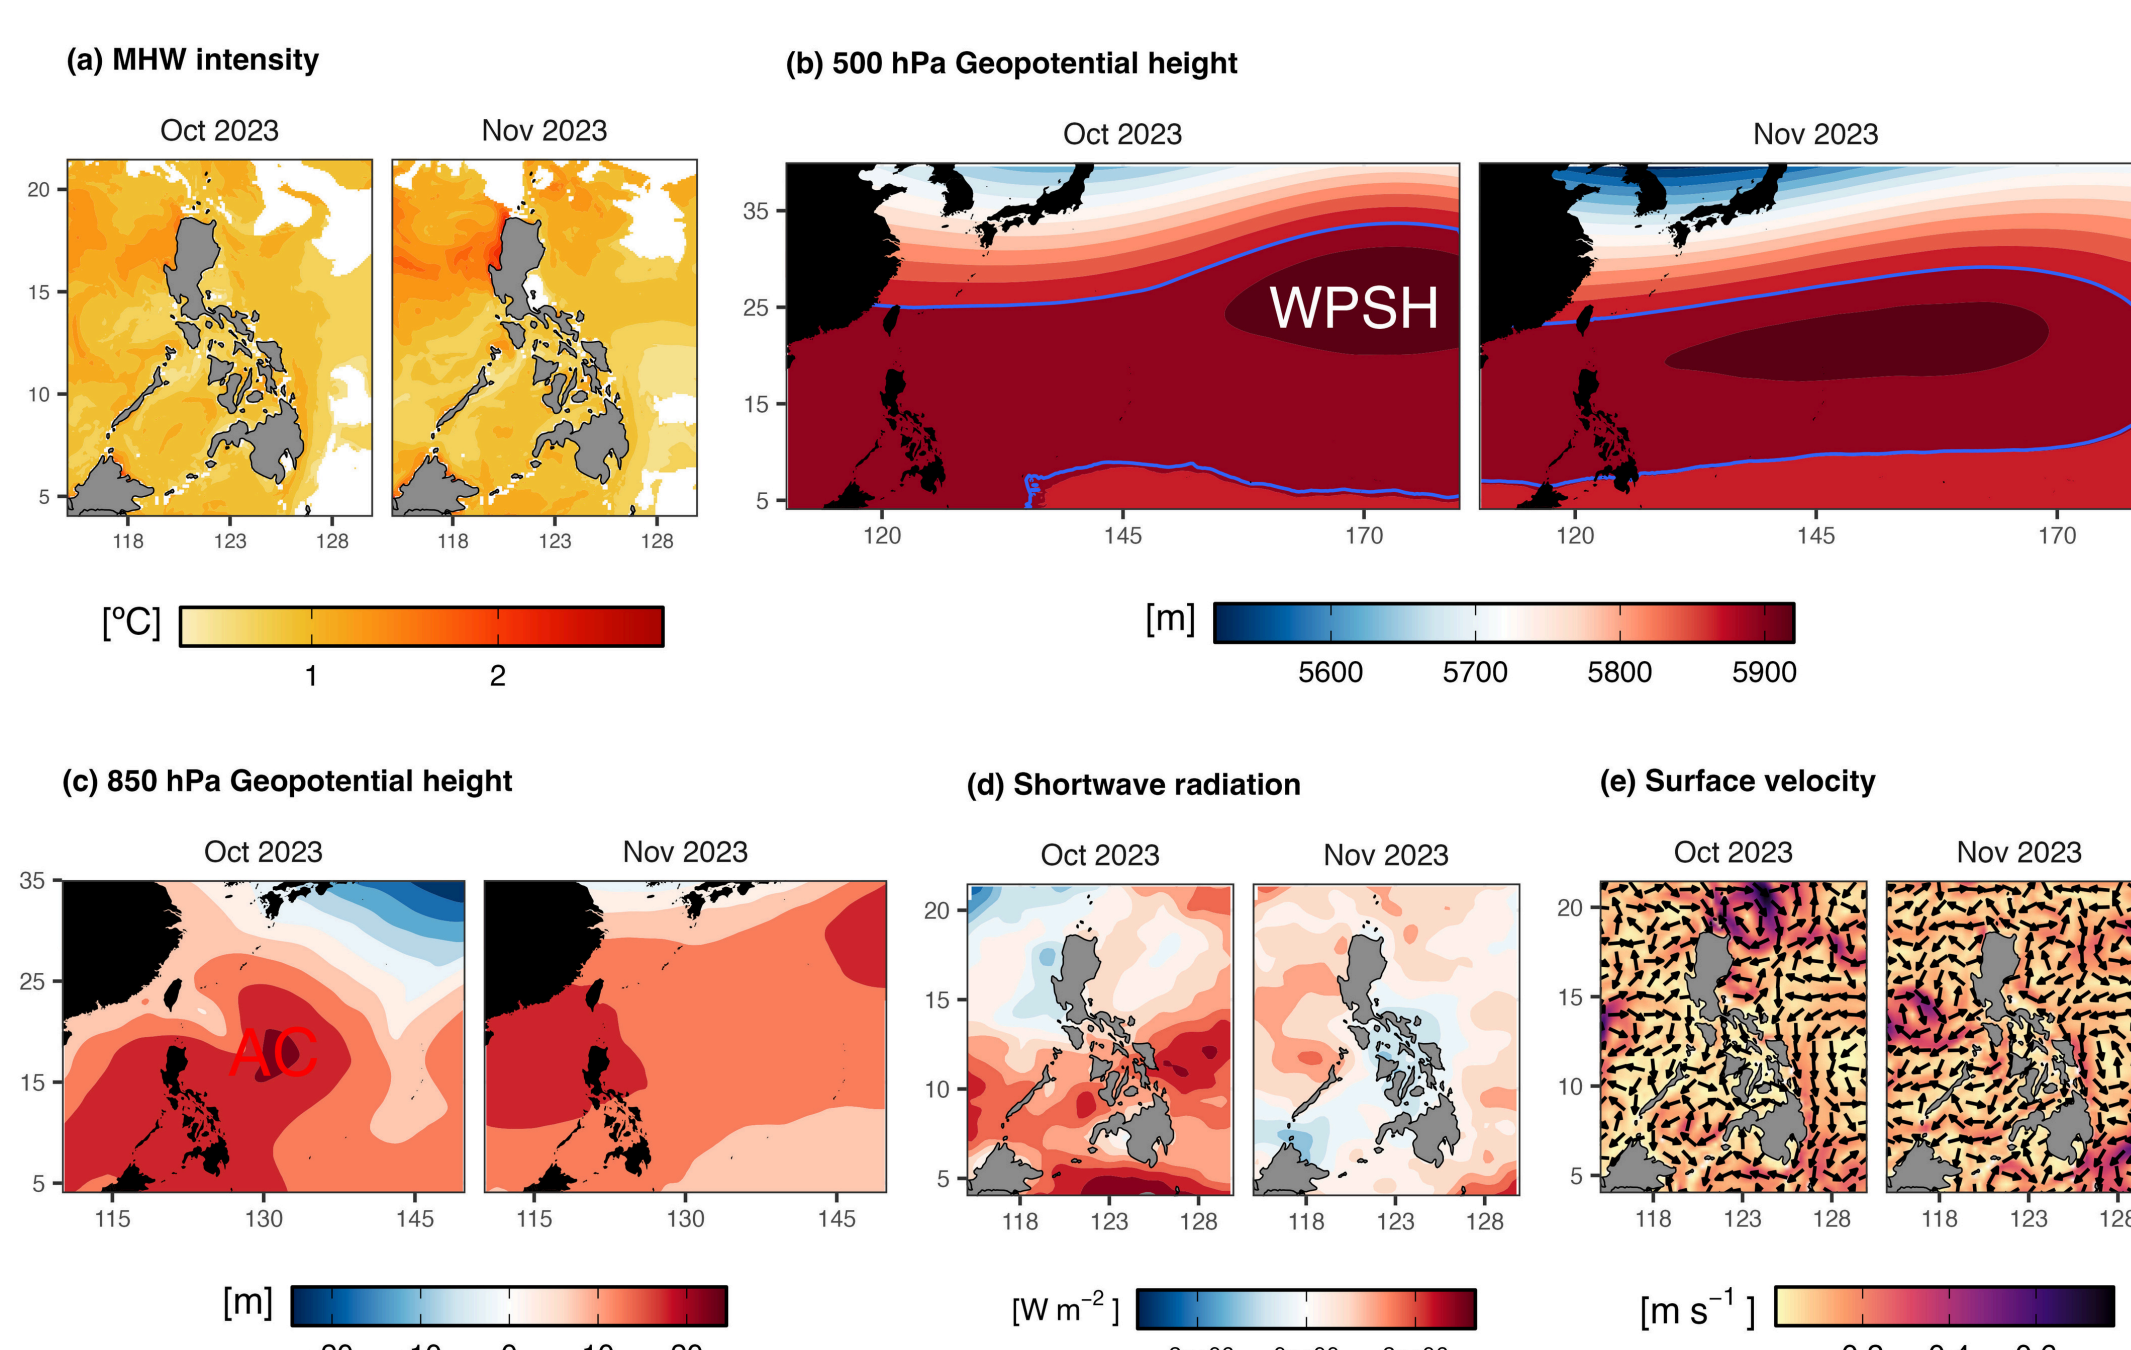 (a) MHW intensity
(b) 500 hPa Geopotential height
Oct 2023
Nov 2023
Oct 2023
Nov 2023
20
15
10
5
118
123
128
118
123
128
35
25
15
5
WPSH
120
145
170
120
145
170
[ºC]
1
2
[m]
5600
5700
5800
5900
(c) 850 hPa Geopotential height
(d) Shortwave radiation
(e) Surface velocity
Oct 2023
Nov 2023
Oct 2023
Nov 2023
Oct 2023
Nov 2023
35
25
15
5
AC
115
130
145
115
130
145
20
15
10
5
118
123
128
118
123
128
20
15
10
5
118
123
128
118
123
[m]
[W m⁻² ]
[m s⁻¹ ]